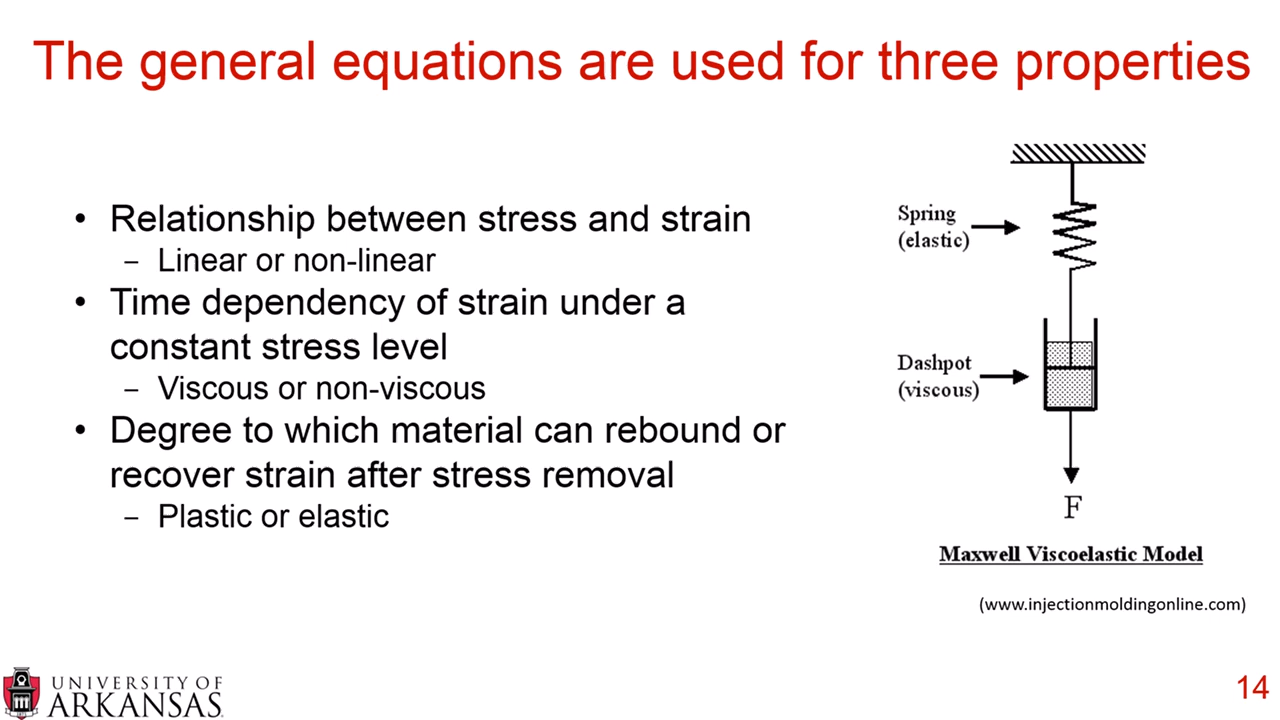 The general equations are used for three properties
• Relationship between stress and strain
– Linear or non-linear
• Time dependency of strain under a
constant stress level
– Viscous or non-viscous
• Degree to which material can rebound or
recover strain after stress removal
– Plastic or elastic
Spring
(elastic)
Dashpot
(viscous)
F
Maxwell Viscoelastic Model
(www.injectionmoldingonline.com)
UNIVERSITY OF
ARKANSAS
14